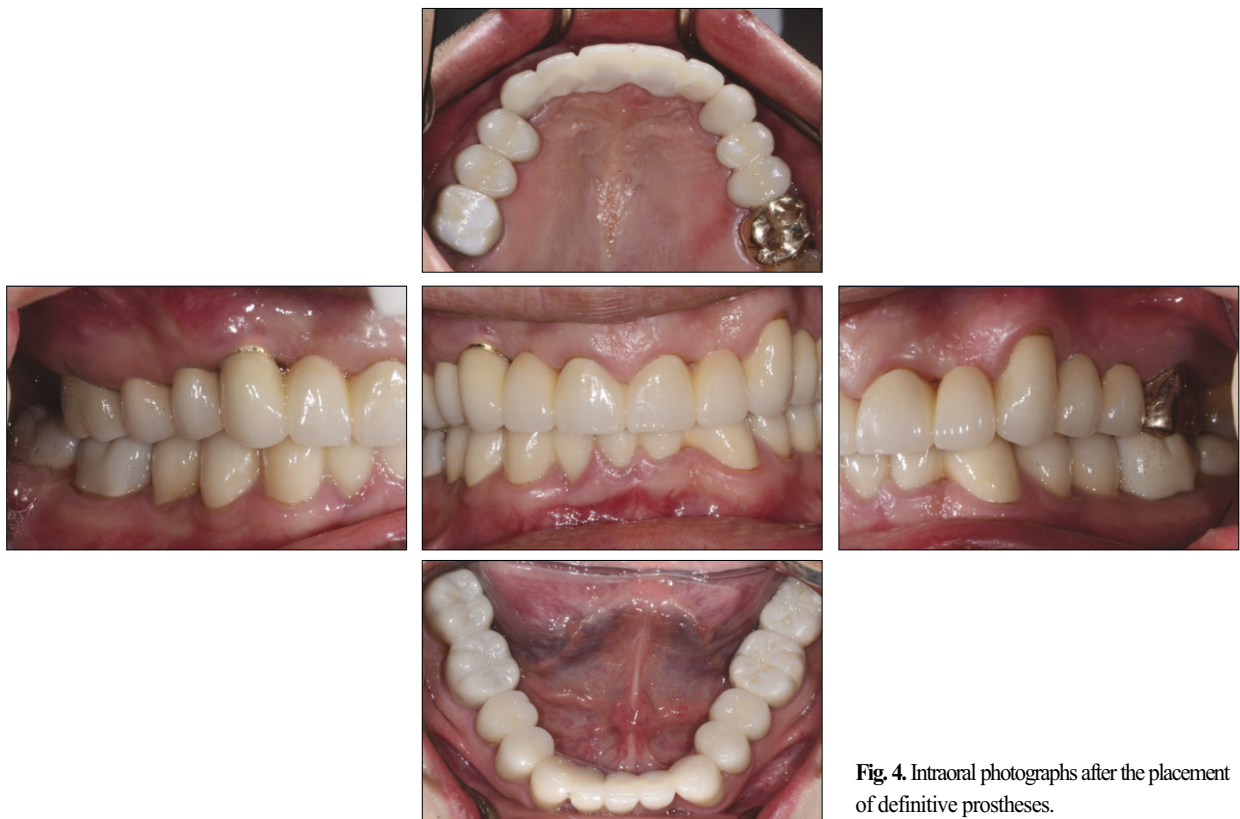 Fig. 4. Intraoral photographs after the placement
of definitive prostheses.